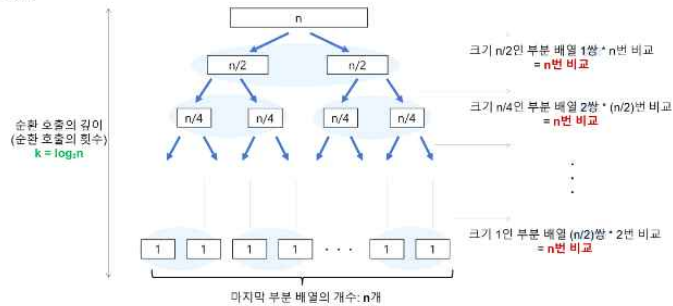 n
크기 n/2인 부분 배열 1쌍 * n번 비교
= n번 비교
n/2 n/2
크기 n/4인 부분 배열 2쌍 * (n/2)번 비교
= n번 비교
n/4 n/4 n/4 n/4
순환 호출의 깊이
(순환 호출의 횟수)
k = log₂n
크기 1인 부분 배열 (n/2)쌍 * 2번 비교
= n번 비교
1 1 1 1 · · · 1 1
마지막 부분 배열의 개수: n개